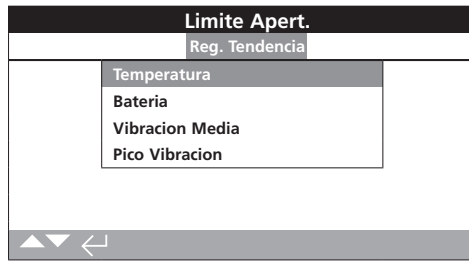 Limite Apert.
Reg. Tendencia
Temperatura
Bateria
Vibracion Media
Pico Vibracion